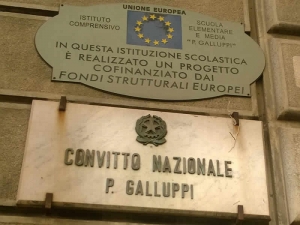 UNIONE EUROPEA
ISTITUTO
COMPRENSIVO
SCUOLA
ELEMENTARE
E MEDIA
"P. GALLUPPI"
IN QUESTA ISTITUZIONE SCOLASTICA
È REALIZZATO UN PROGETTO
COFINANZIATO DAI
FONDI STRUTTURALI EUROPEI
CONVITTO NAZIONALE
P. GALLUPPI